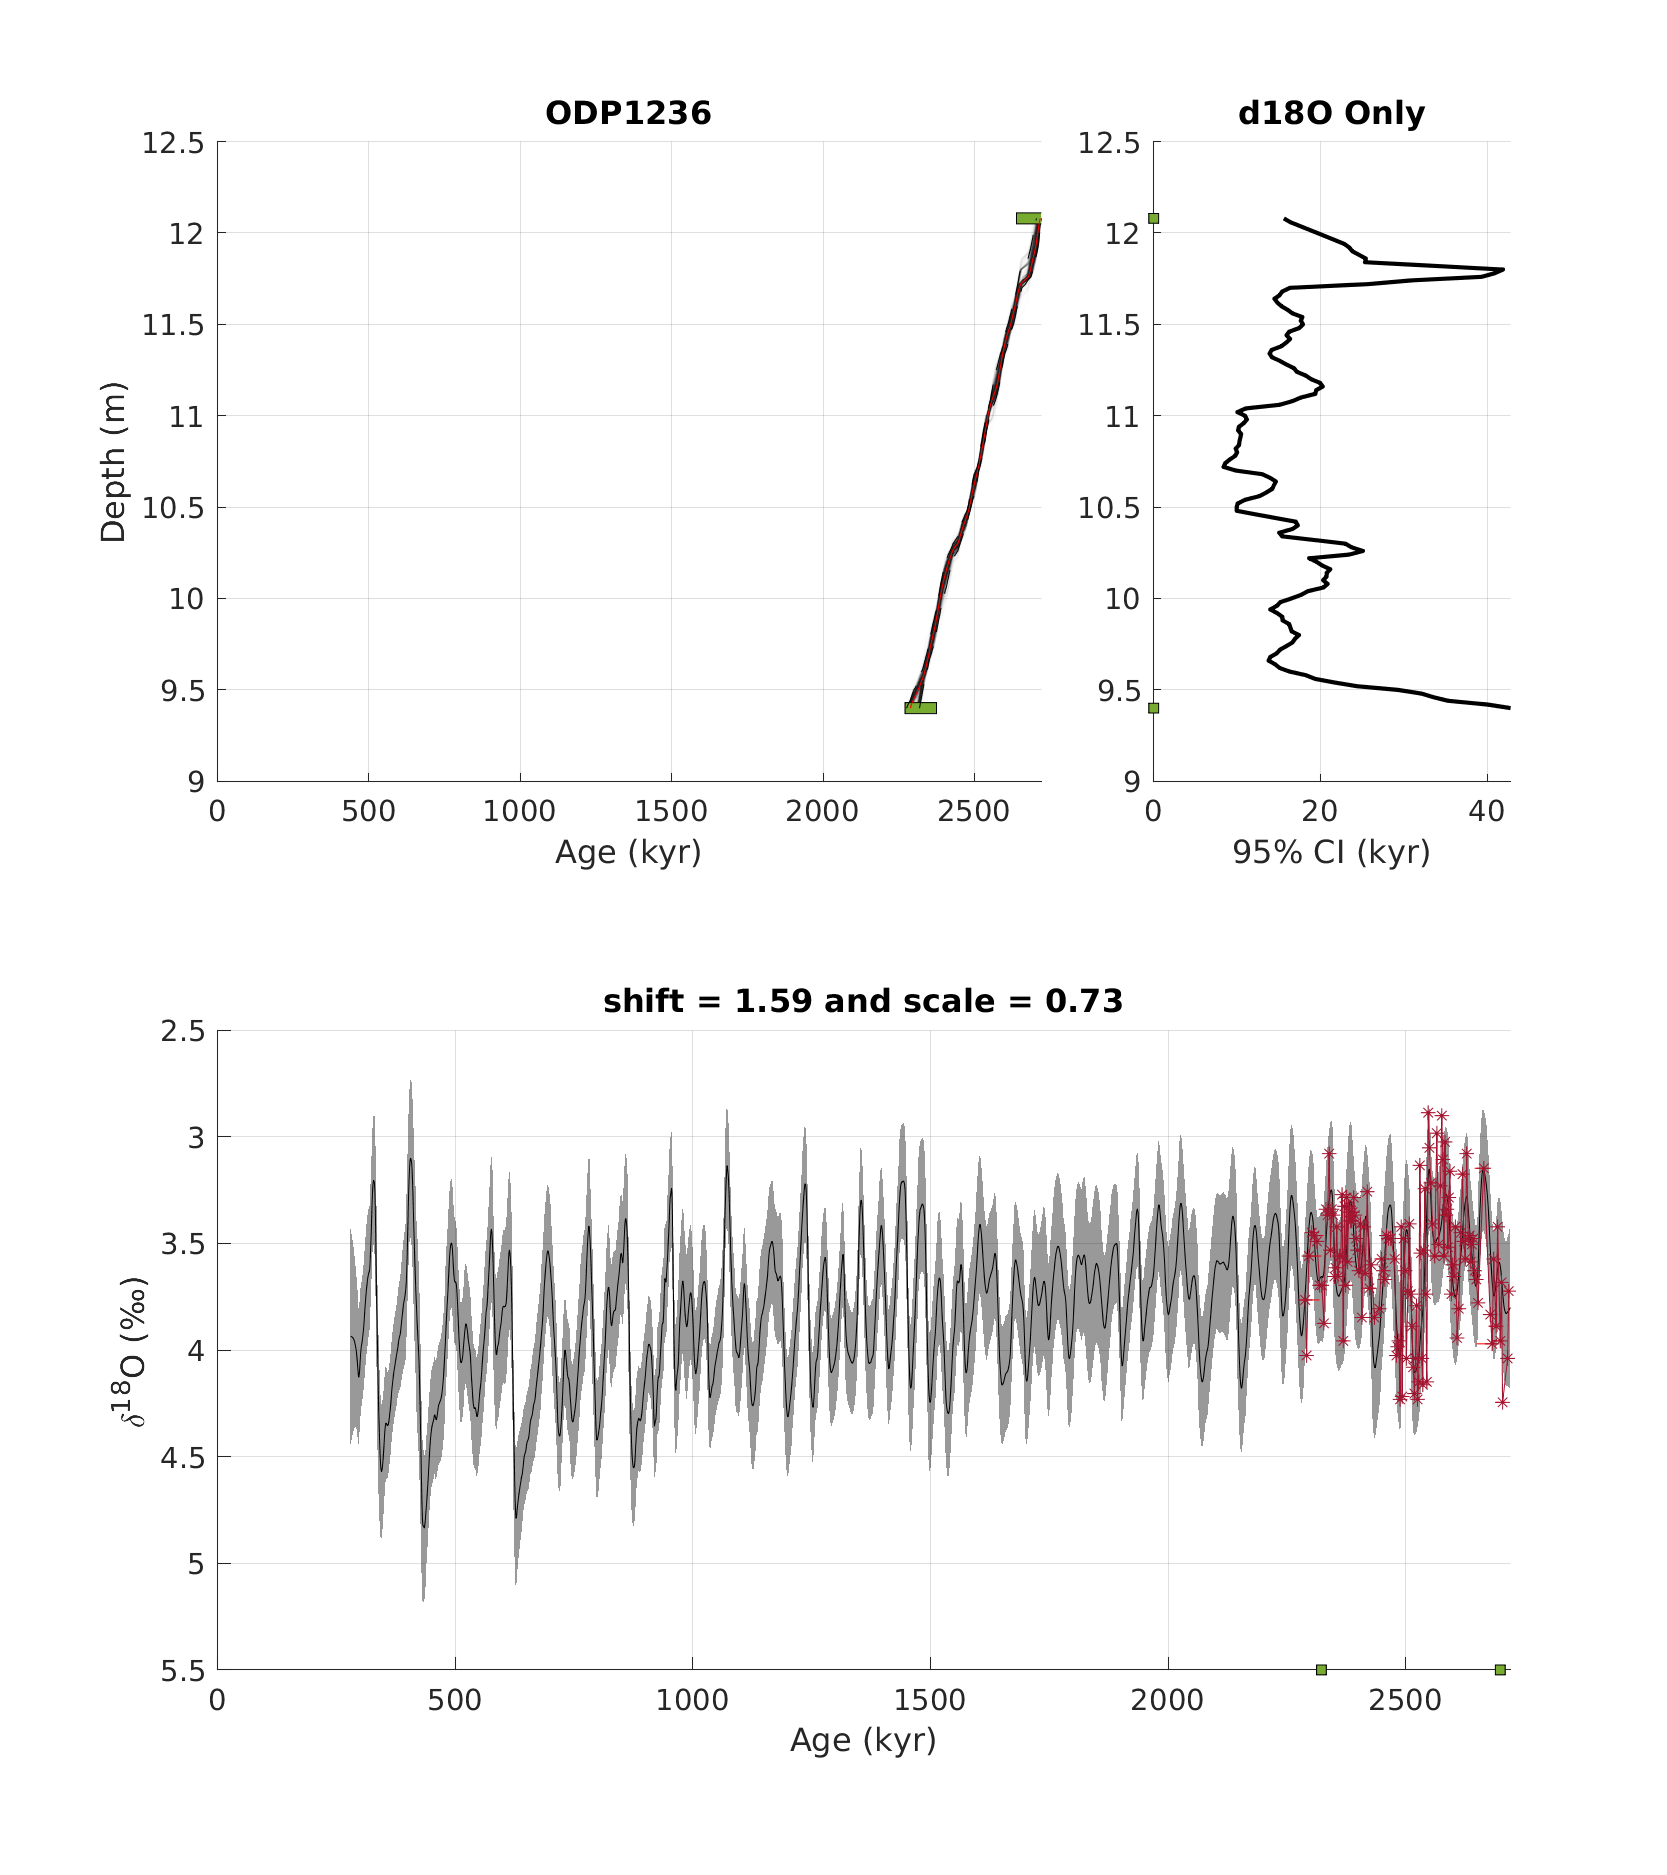 ODP1236
12.5
12
11.5
11
10.5
10
9.5
9
Depth (m)
0 500 1000 1500 2000 2500
Age (kyr)
d18O Only
12.5
12
11.5
11
10.5
10
9.5
9
0 20 40
95% CI (kyr)
shift = 1.59 and scale = 0.73
2.5
3
3.5
4
4.5
5
5.5
δ18O (‰)
0 500 1000 1500 2000 2500
Age (kyr)